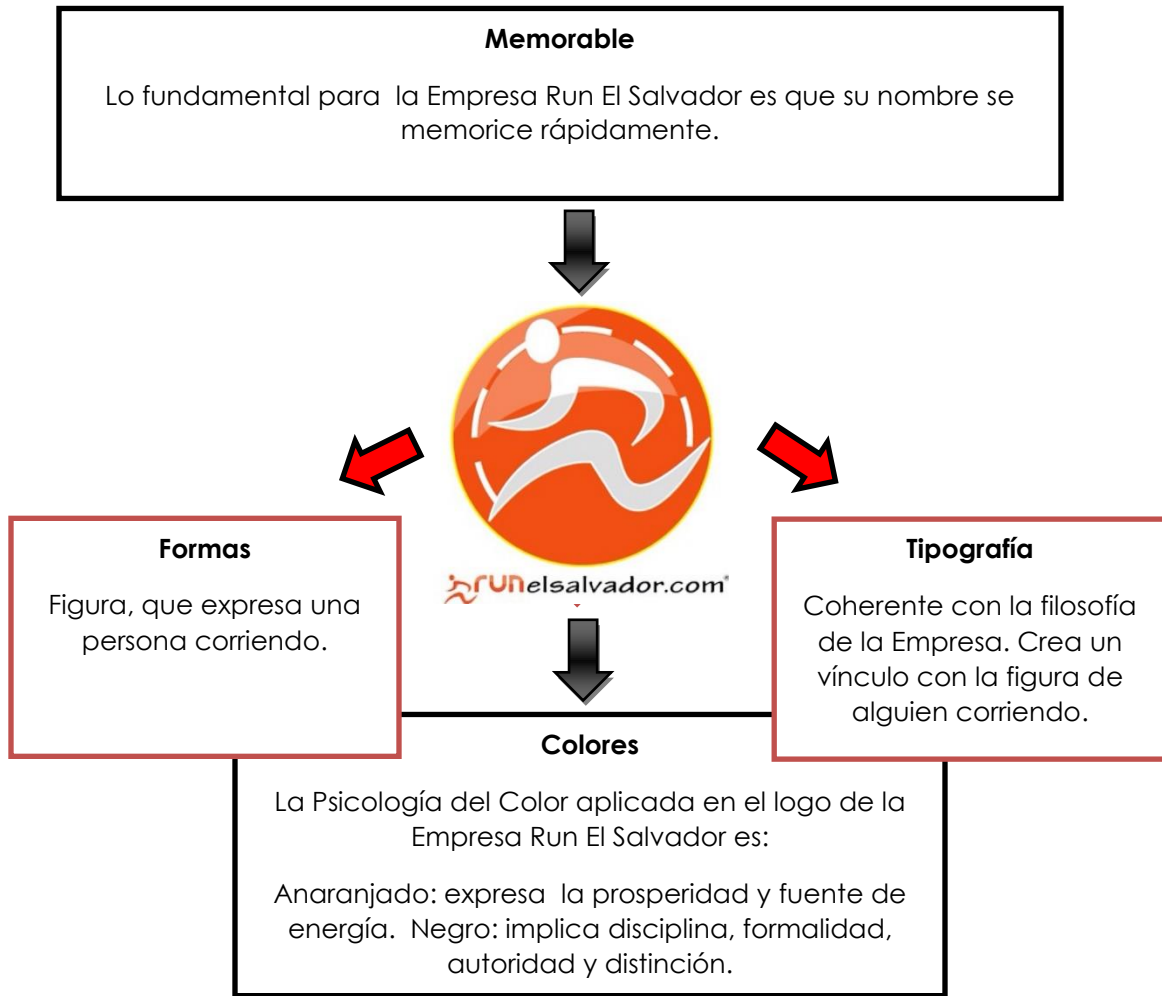 Memorable
Lo fundamental para  la Empresa Run El Salvador es que su nombre se
memorice rápidamente.
runelsalvador.com
Formas
Figura, que expresa una
persona corriendo.
Tipografía
Coherente con la filosofía
de la Empresa. Crea un
vínculo con la figura de
alguien corriendo.
Colores
La Psicología del Color aplicada en el logo de la
Empresa Run El Salvador es:
Anaranjado: expresa  la prosperidad y fuente de
energía.  Negro: implica disciplina, formalidad,
autoridad y distinción.